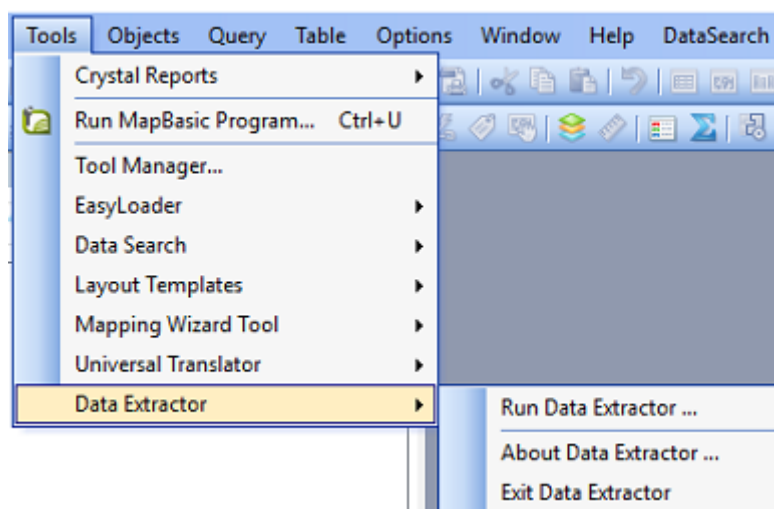 Tools Objects Query Table Options Window Help DataSearch
Crystal Reports
Run MapBasic Program... Ctrl+U
Tool Manager...
EasyLoader
Data Search
Layout Templates
Mapping Wizard Tool
Universal Translator
Data Extractor
Run Data Extractor ...
About Data Extractor ...
Exit Data Extractor